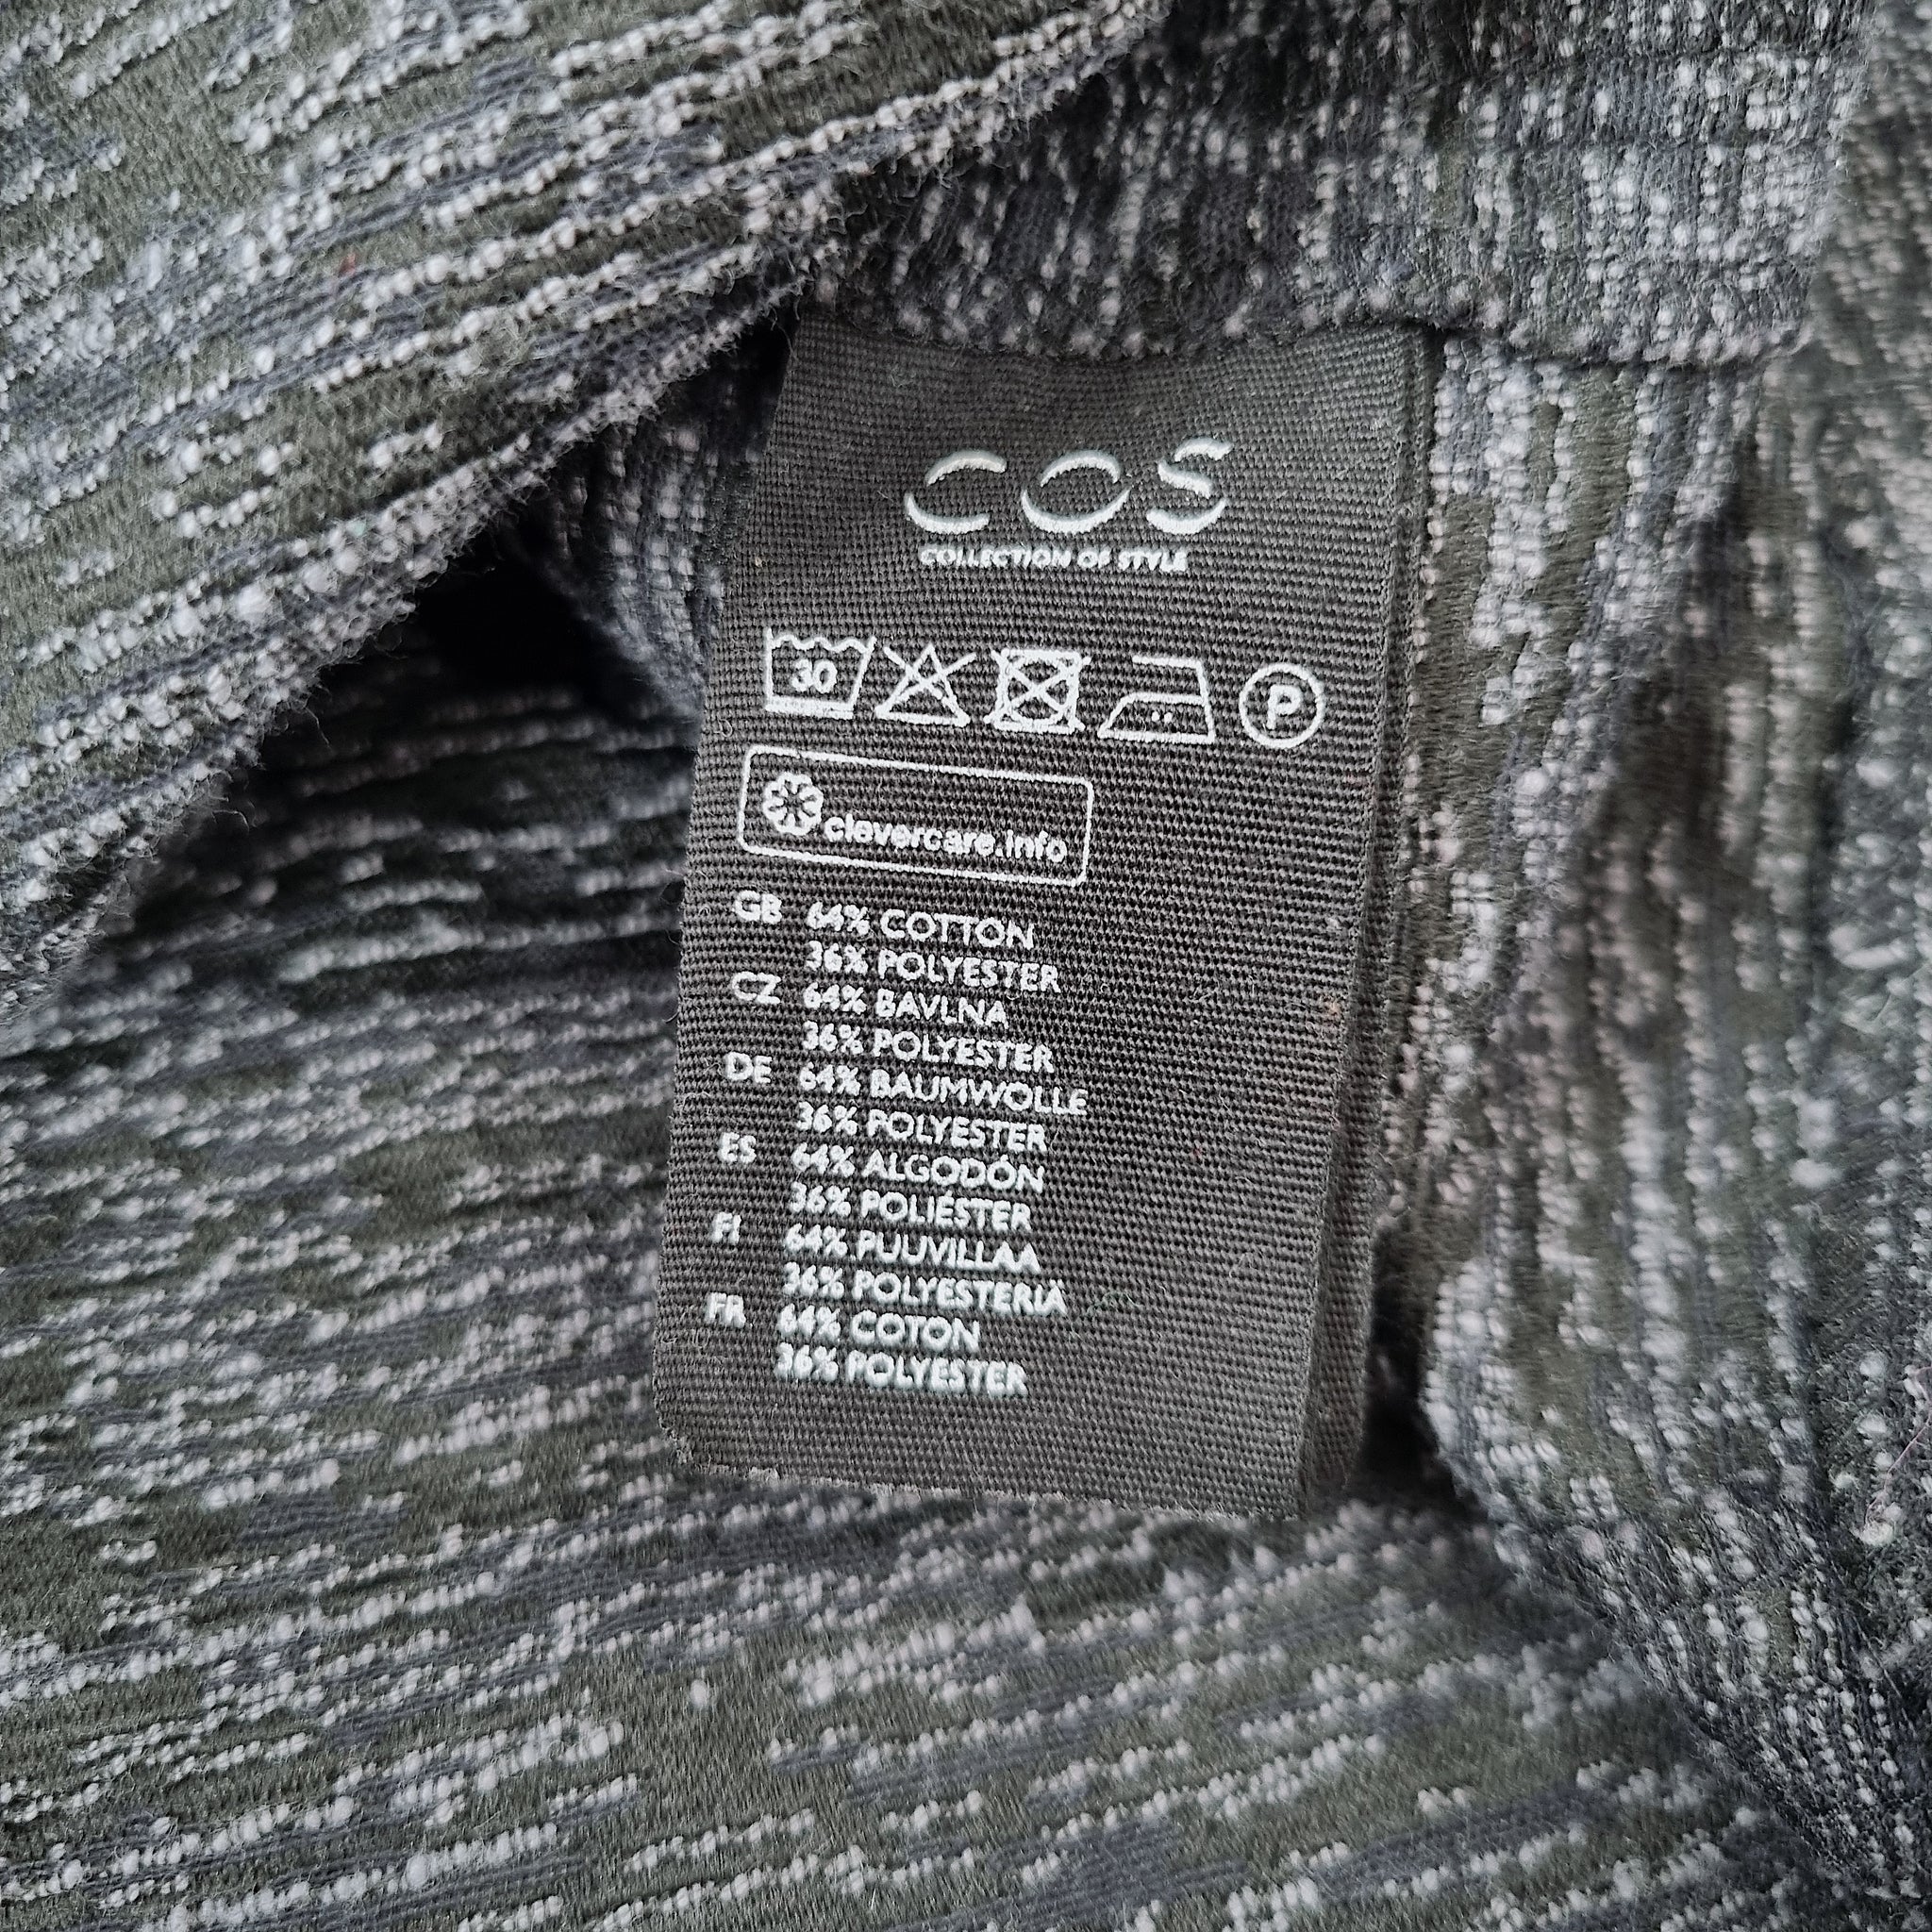 COS
COLLECTION OF STYLE
30 P
clevercare.info
GB 64% COTTON
36% POLYESTER
CZ 64% BAVLNA
36% POLYESTER
DE 64% BAUMWOLLE
36% POLYESTER
ES 64% ALGODÓN
36% POLIÉSTER
FI 64% PUUVILLAA
36% POLYESTERIÄ
FR 64% COTON
36% POLYESTER